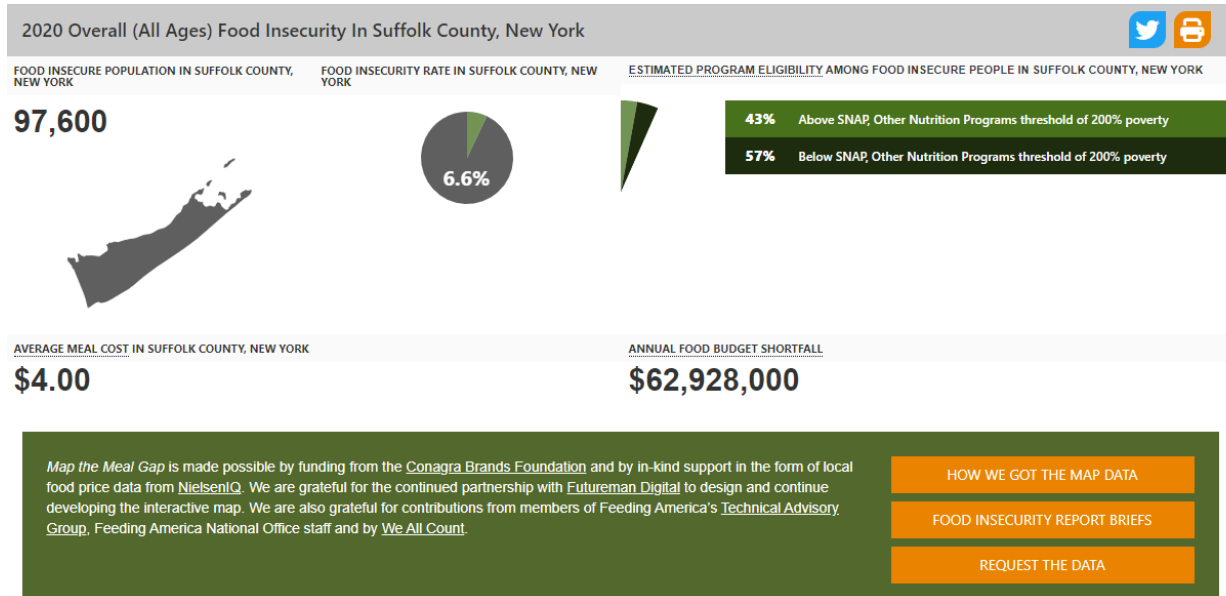 2020 Overall (All Ages) Food Insecurity In Suffolk County, New York
FOOD INSECURE POPULATION IN SUFFOLK COUNTY,
NEW YORK
97,600
FOOD INSECURITY RATE IN SUFFOLK COUNTY, NEW
YORK
6.6%
ESTIMATED PROGRAM ELIGIBILITY AMONG FOOD INSECURE PEOPLE IN SUFFOLK COUNTY, NEW YORK
43% Above SNAP, Other Nutrition Programs threshold of 200% poverty
57% Below SNAP, Other Nutrition Programs threshold of 200% poverty
AVERAGE MEAL COST IN SUFFOLK COUNTY, NEW YORK
$4.00
ANNUAL FOOD BUDGET SHORTFALL
$62,928,000
Map the Meal Gap is made possible by funding from the Conagra Brands Foundation and by in-kind support in the form of local
food price data from NielsenIQ. We are grateful for the continued partnership with Futureman Digital to design and continue
developing the interactive map. We are also grateful for contributions from members of Feeding America's Technical Advisory
Group, Feeding America National Office staff and by We All Count.
HOW WE GOT THE MAP DATA
FOOD INSECURITY REPORT BRIEFS
REQUEST THE DATA